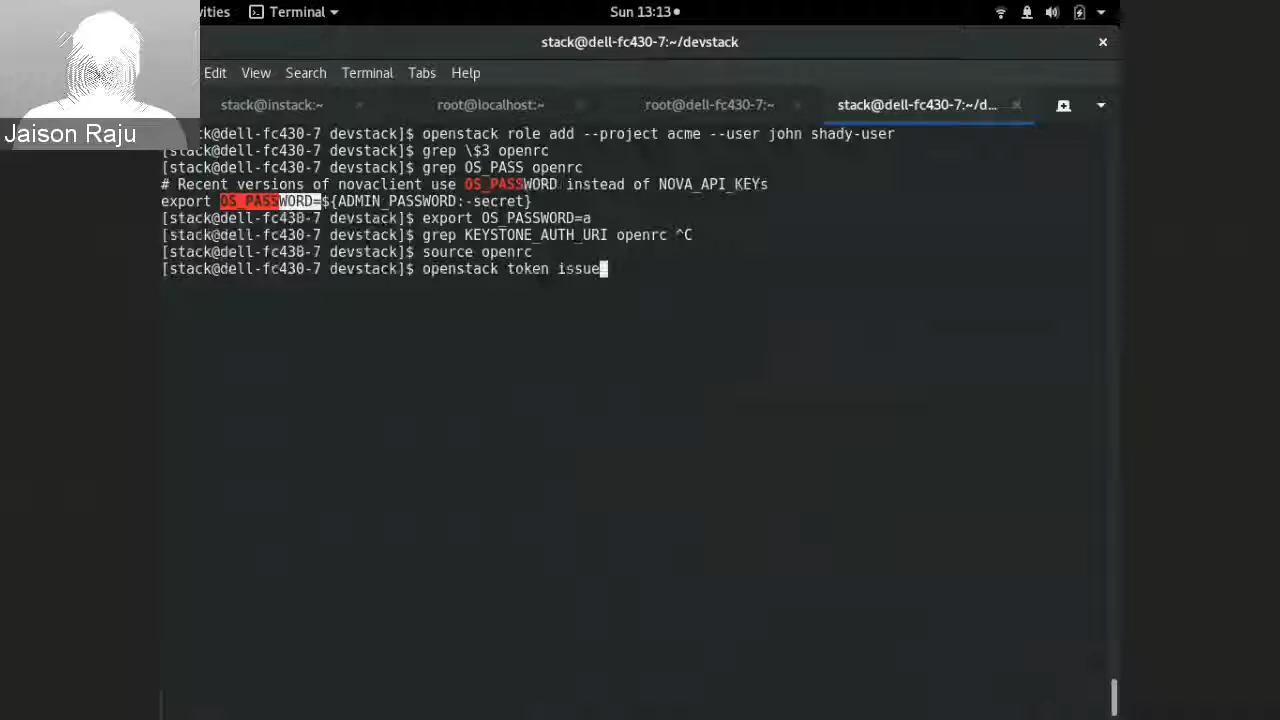 vities Terminal Sun 13:13
stack@dell-fc430-7:~/devstack ×
Edit View Search Terminal Tabs Help
stack@instack:~ × root@localhost:~ × root@dell-fc430-7:~ × stack@dell-fc430-7:~/d... ×
Jaison Raju
[stack@dell-fc430-7 devstack]$ openstack role add --project acme --user john shady-user
[stack@dell-fc430-7 devstack]$ grep \$3 openrc
[stack@dell-fc430-7 devstack]$ grep OS_PASS openrc
# Recent versions of novaclient use OS_PASSWORD instead of NOVA_API_KEYs
export OS_PASSWORD=${ADMIN_PASSWORD:-secret}
[stack@dell-fc430-7 devstack]$ export OS_PASSWORD=a
[stack@dell-fc430-7 devstack]$ grep KEYSTONE_AUTH_URI openrc ^C
[stack@dell-fc430-7 devstack]$ source openrc
[stack@dell-fc430-7 devstack]$ openstack token issue